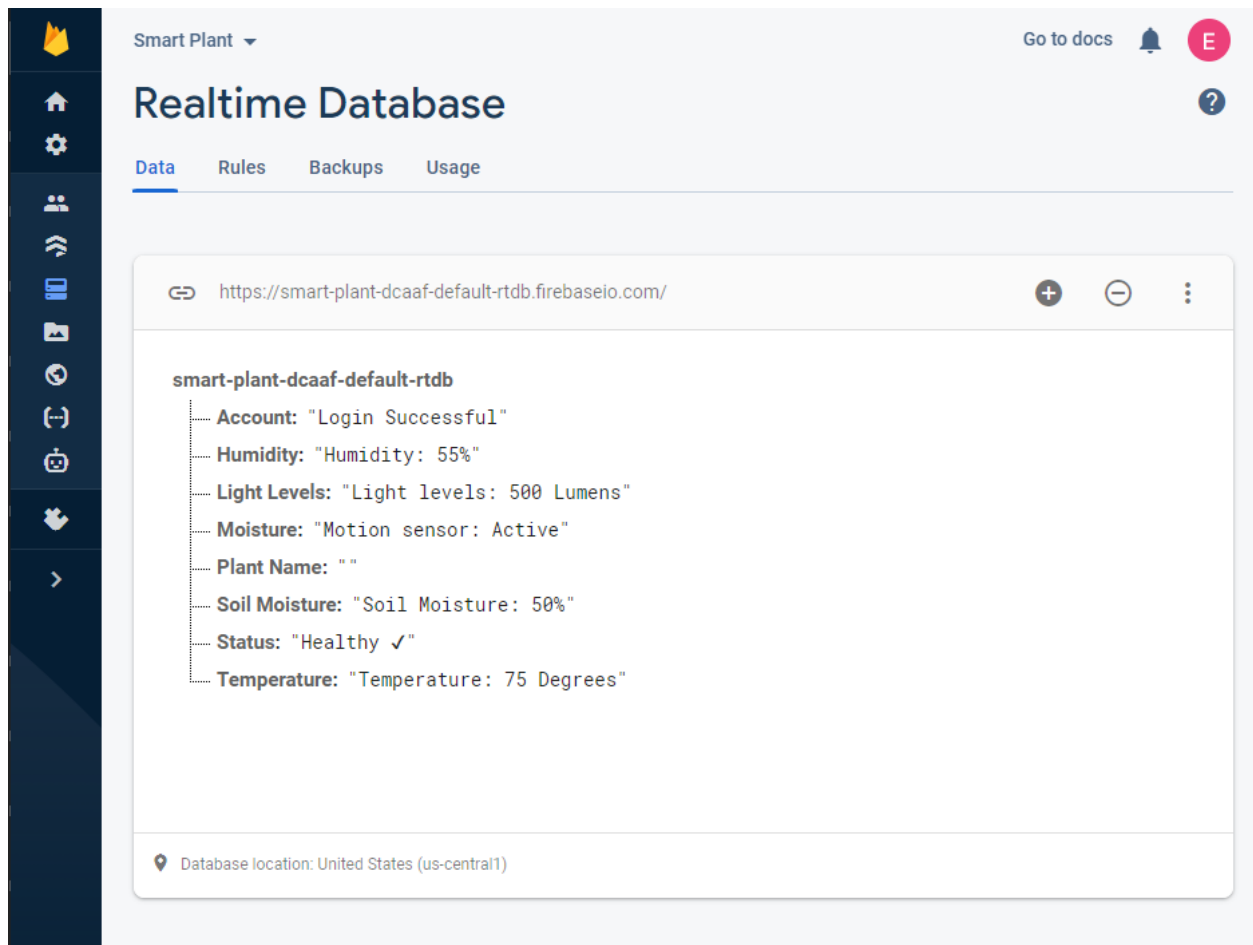 Smart Plant
Go to docs
E
Realtime Database
?
Data Rules Backups Usage
https://smart-plant-dcaaf-default-rtdb.firebaseio.com/
smart-plant-dcaaf-default-rtdb
Account: "Login Successful"
Humidity: "Humidity: 55%"
Light Levels: "Light levels: 500 Lumens"
Moisture: "Motion sensor: Active"
Plant Name: ""
Soil Moisture: "Soil Moisture: 50%"
Status: "Healthy ✓"
Temperature: "Temperature: 75 Degrees"
Database location: United States (us-central1)